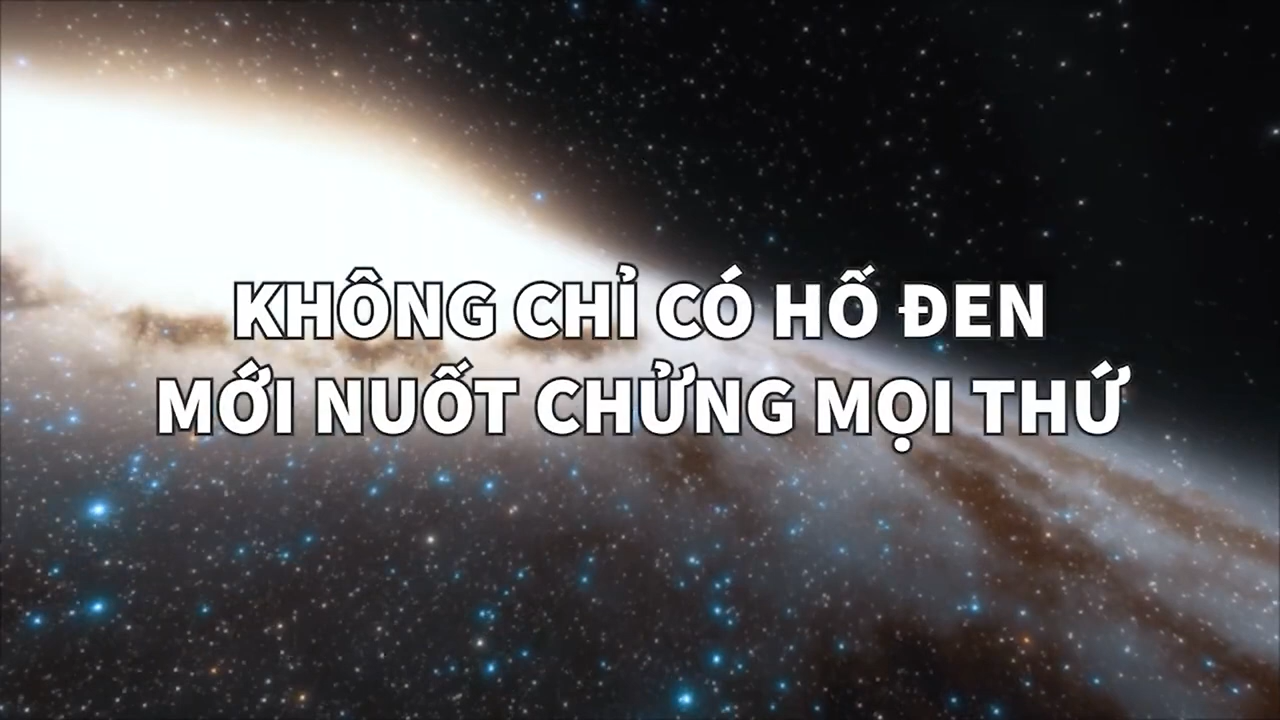 KHÔNG CHỈ CÓ HỐ ĐEN
MỚI NUỐT CHỬNG MỌI THỨ